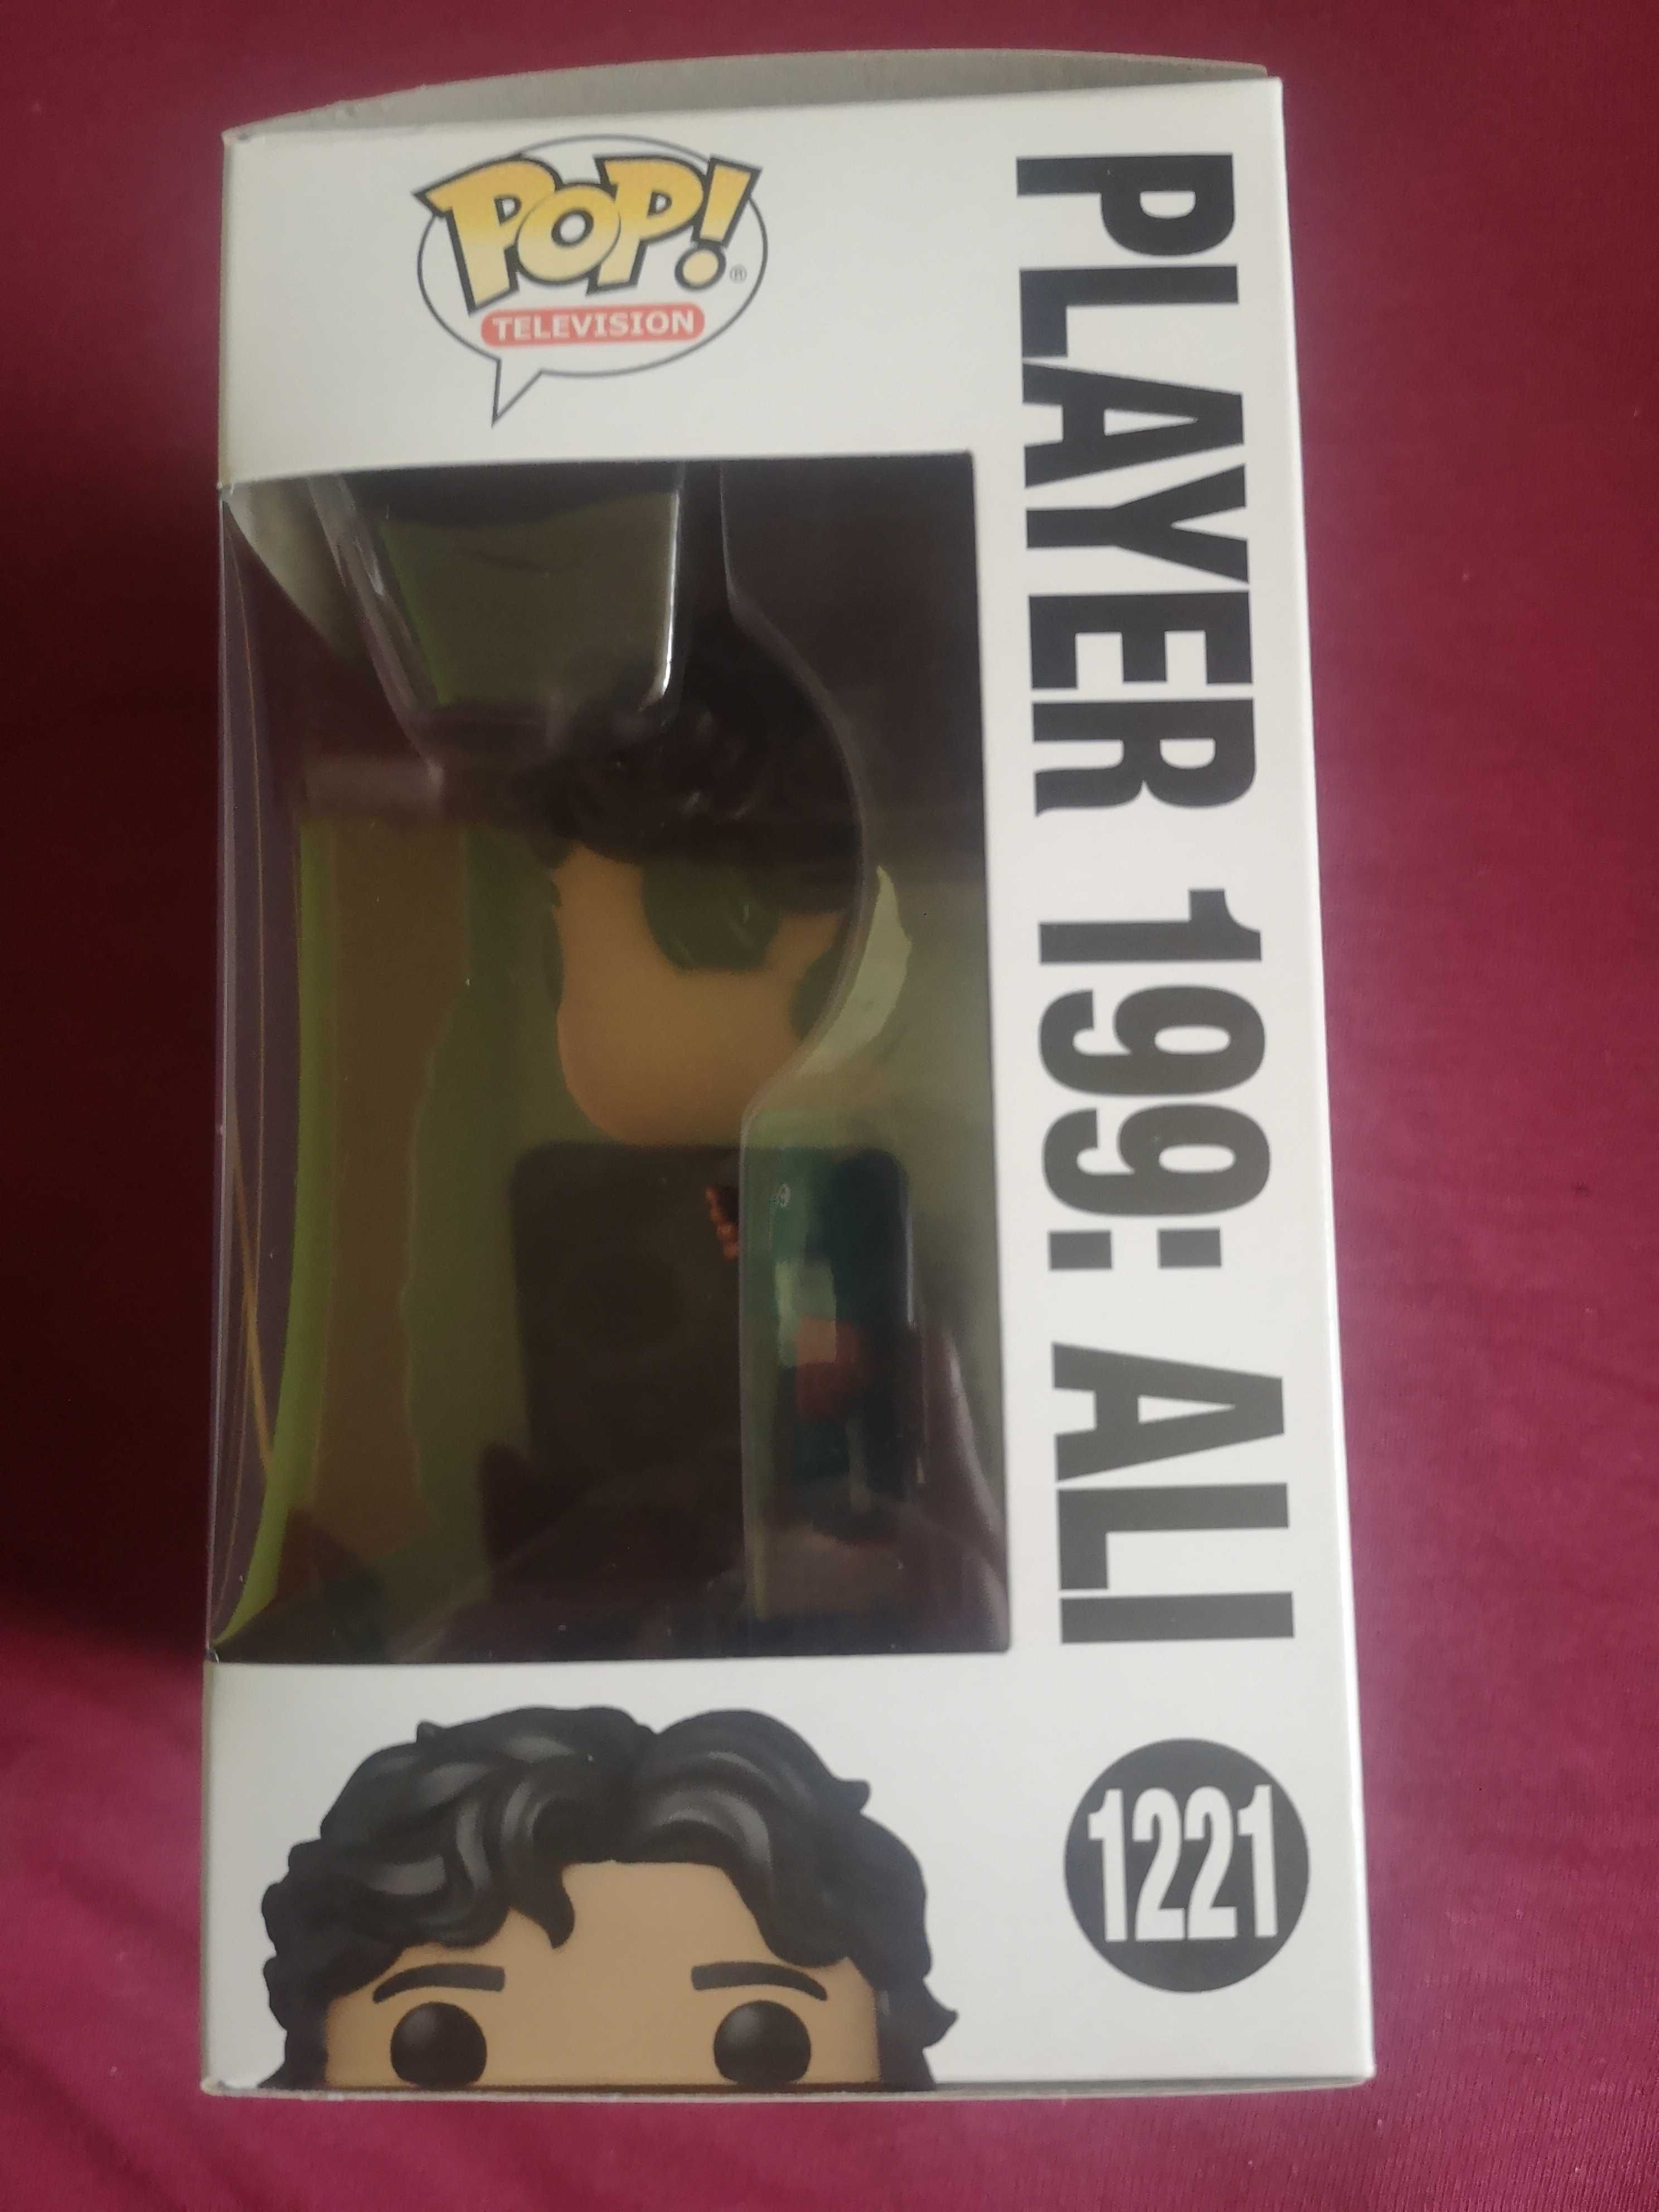 POP!®
TELEVISION
PLAYER 199: ALI
1221